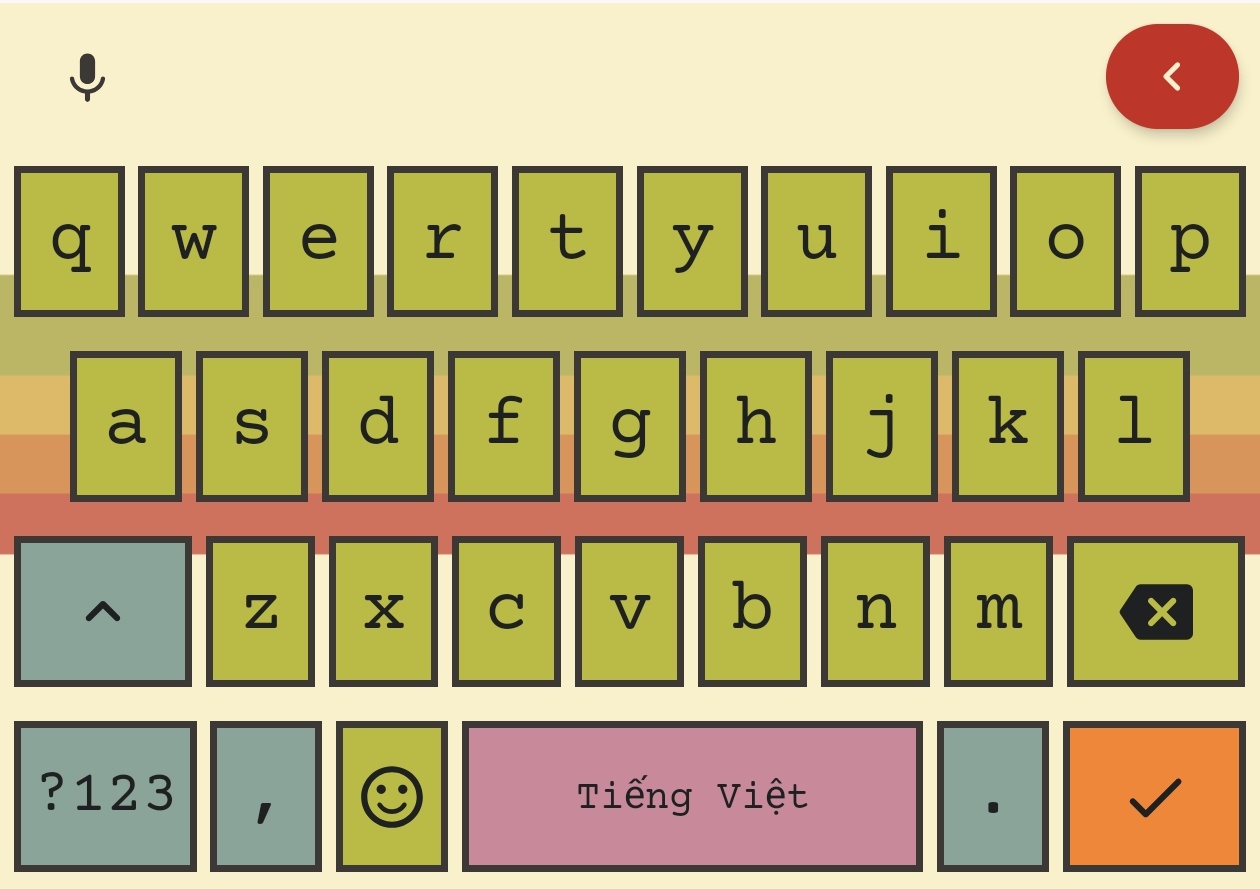 q w e r t y u i o p
a s d f g h j k l
z x c v b n m
?123 , Tiếng Việt .